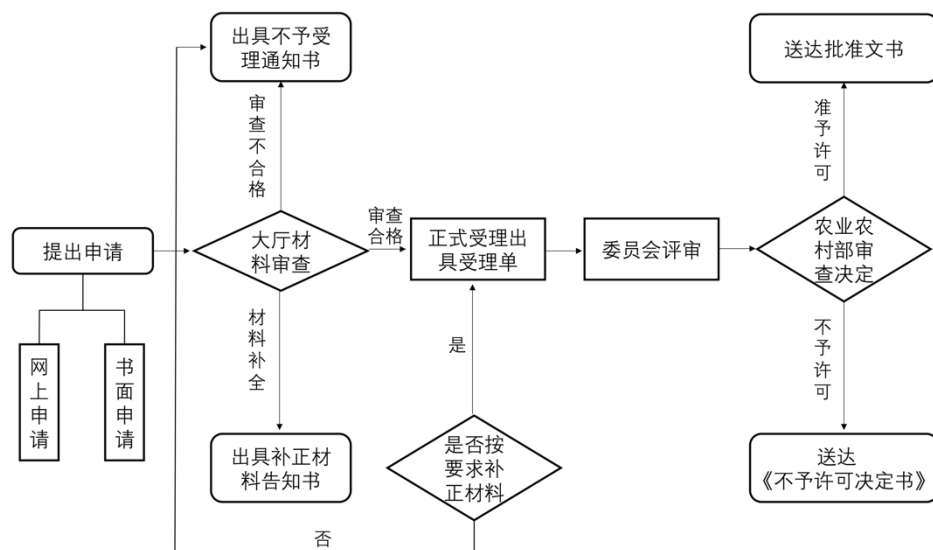 出具不予受
理通知书
送达批准文书
审查不合格
准予许可
提出申请
大厅材
料审查
审查
合格
正式受理出
具受理单
委员会评审
农业农
村部审
查决定
网上申请
书面申请
材料补全
是
不予许可
出具补正材
料告知书
是否按
要求补
正材料
送达
《不予许可决定书》
否